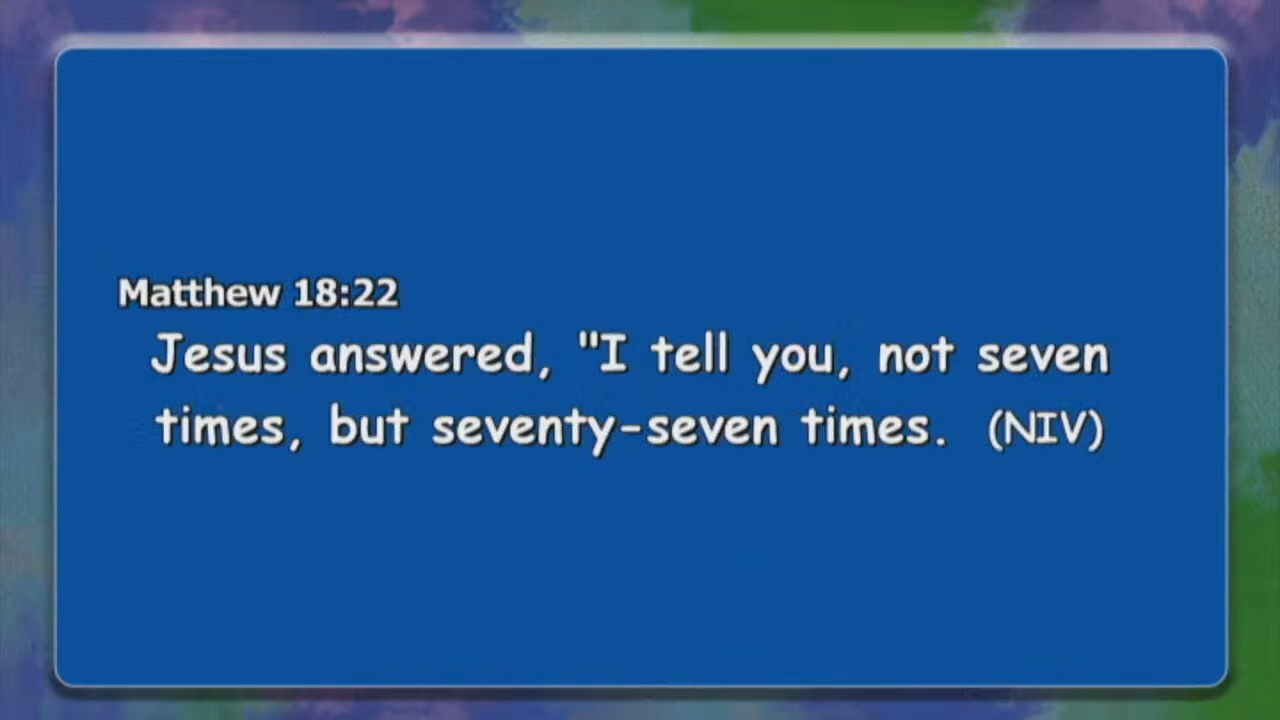 Matthew 18:22
Jesus answered, "I tell you, not seven
times, but seventy-seven times. (NIV)